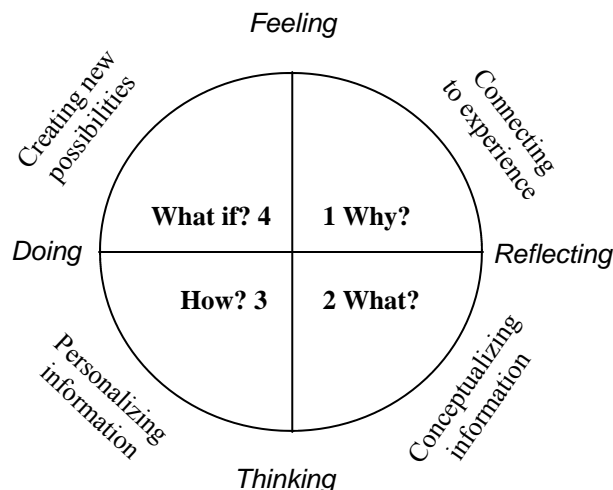 Feeling
Creating new
possibilities
Connecting
to experience
What if? 4
1 Why?
Doing
Reflecting
How? 3
2 What?
Personalizing
information
Conceptualizing
information
Thinking